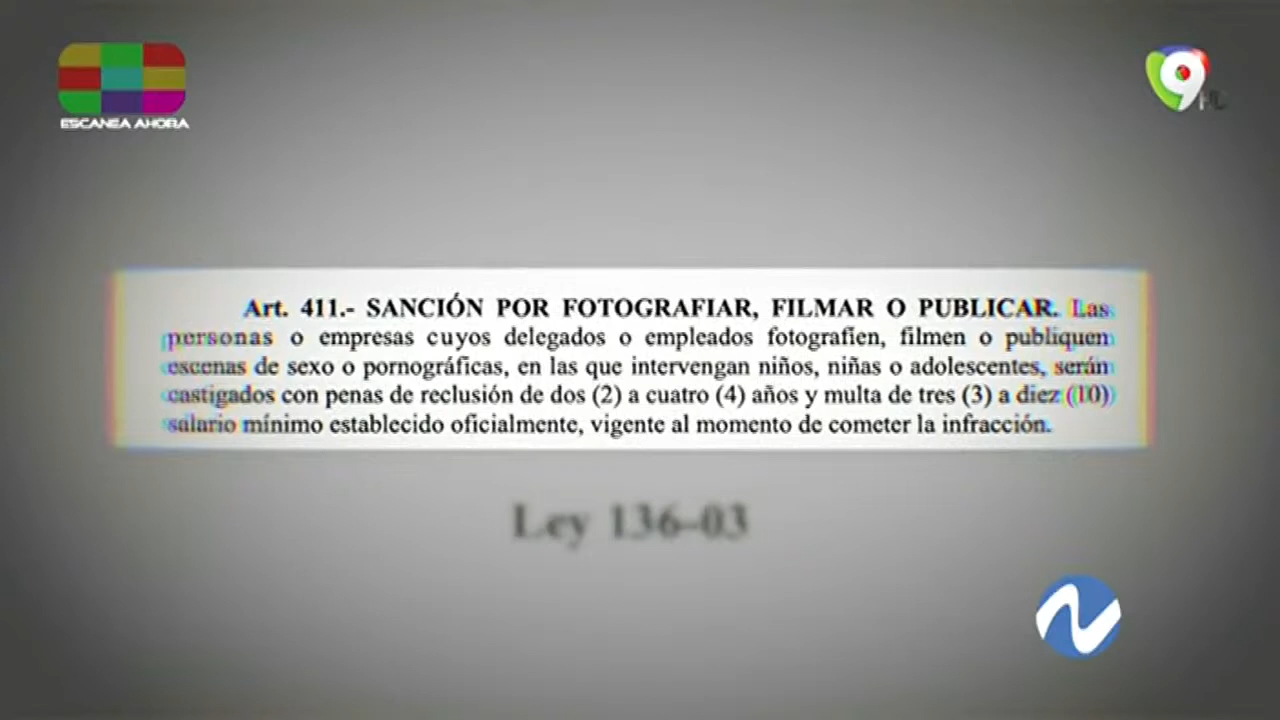 ESCANEA AHORA
9
Art. 411.- SANCIÓN POR FOTOGRAFIAR, FILMAR O PUBLICAR. Las
personas o empresas cuyos delegados o empleados fotografíen, filmen o publiquen
escenas de sexo o pornográficas, en las que intervengan niños, niñas o adolescentes, serán
castigados con penas de reclusión de dos (2) a cuatro (4) años y multa de tres (3) a diez (10)
salario mínimo establecido oficialmente, vigente al momento de cometer la infracción.
Ley 136-03
N